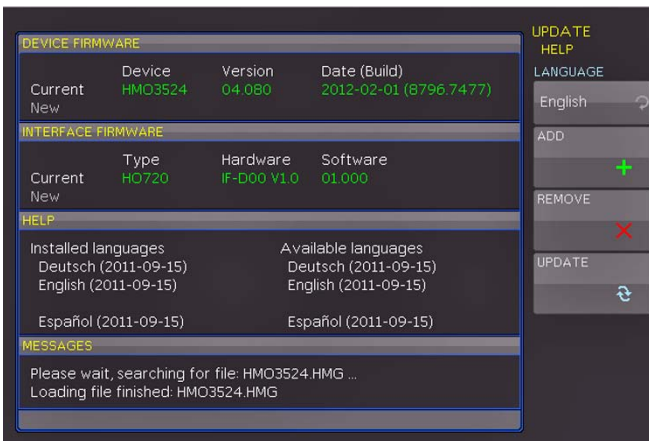 DEVICE FIRMWARE
Device Version Date (Build)
Current HMO3524 04.080 2012-02-01 (8796.7477)
New
INTERFACE FIRMWARE
Type Hardware Software
Current HO720 IF-D00 V1.0 01.000
New
HELP
Installed languages Available languages
Deutsch (2011-09-15) Deutsch (2011-09-15)
English (2011-09-15) English (2011-09-15)
Español (2011-09-15) Español (2011-09-15)
MESSAGES
Please wait, searching for file: HMO3524.HMG ...
Loading file finished: HMO3524.HMG
UPDATE
HELP
LANGUAGE
English
ADD
REMOVE
UPDATE